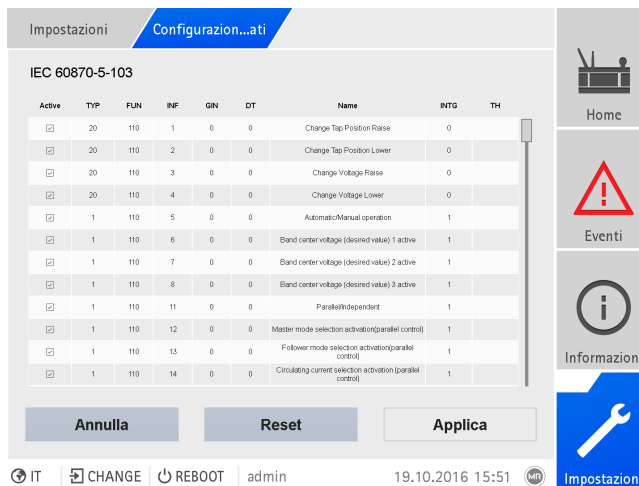 Impostazioni
Configurazion...ati
IEC 60870-5-103
Active TYP FUN INF GIN DT Name INTG TH
20 110 1 0 0 Change Tap Position Raise 0
20 110 2 0 0 Change Tap Position Lower 0
20 110 3 0 0 Change Voltage Raise 0
20 110 4 0 0 Change Voltage Lower 0
1 110 5 0 0 Automatic/Manual operation 1
1 110 6 0 0 Band center voltage (desired value) 1 active 1
1 110 7 0 0 Band center voltage (desired value) 2 active 1
1 110 8 0 0 Band center voltage (desired value) 3 active 1
1 110 11 0 0 Parallel/Independent 1
1 110 12 0 0 Master mode selection activation(parallel control) 1
1 110 13 0 0 Follower mode selection activation(parallel control) 1
1 110 14 0 0 Circulating current selection activation (parallel control) 1
Annulla
Reset
Applica
IT CHANGE REBOOT admin 19.10.2016 15:51 MR
Home
Eventi
Informazion
Impostazion